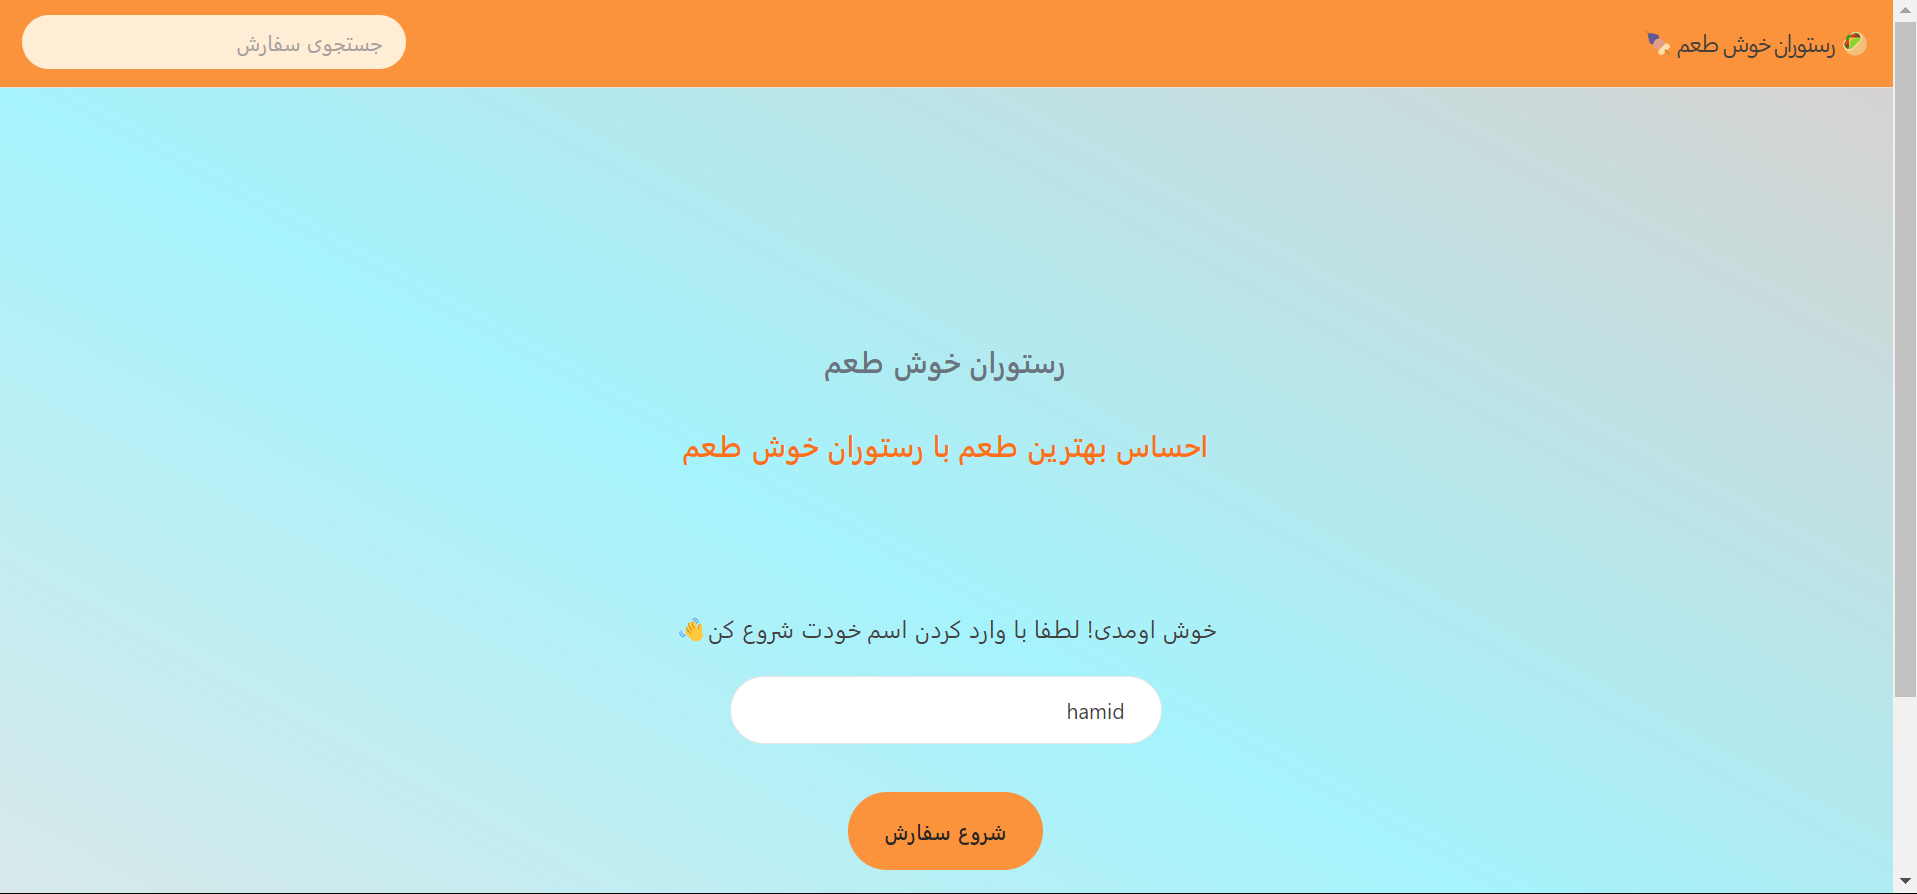 🥙 رستوران خوش طعم 🍢
جستجوی سفارش
رستوران خوش طعم
احساس بهترین طعم با رستوران خوش طعم
خوش اومدی! لطفا با وارد کردن اسم خودت شروع کن👋
hamid
شروع سفارش